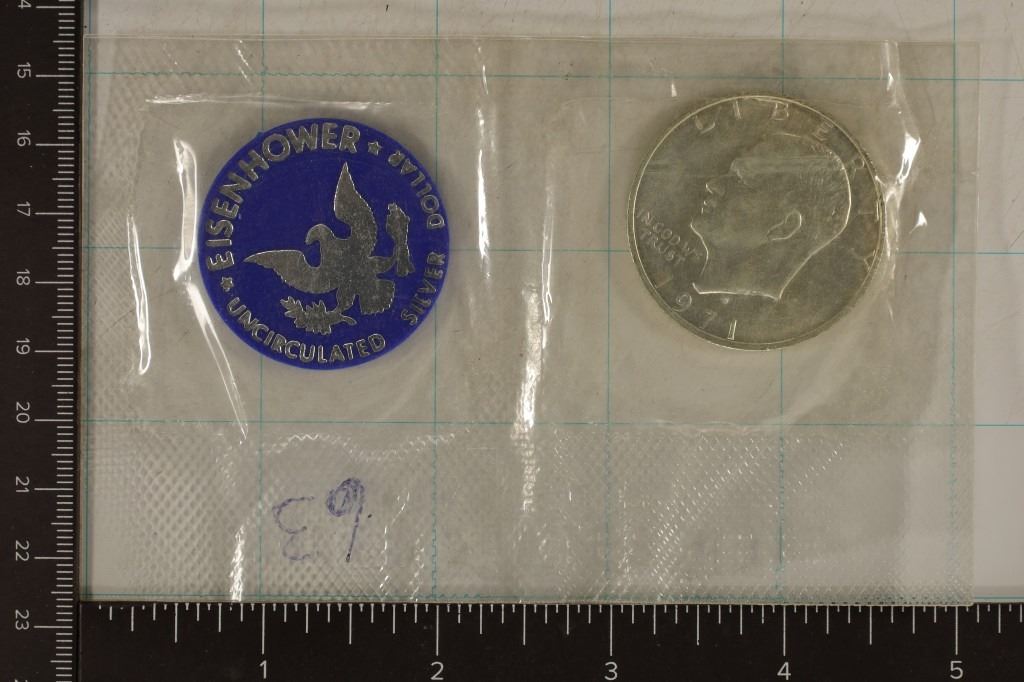 ★ EISENHOWER ★ DOLLAR
UNCIRCULATED SILVER
LIBERTY
IN GOD WE
TRUST
1971
14
15
16
17
18
19
20
21
22
23
1 2 3 4 5